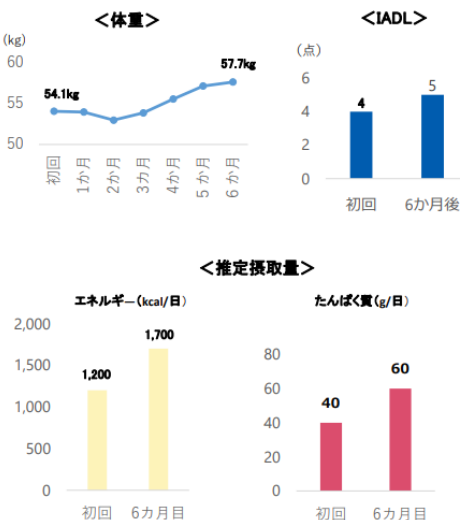 <体重>
(kg)
60
55
50
54.1kg
57.7kg
初回
1か月
2か月
3カ月
4か月
5か月
6か月
<IADL>
(点)
6
4
2
0
4
5
初回 6か月後
<推定摂取量>
エネルギー(kcal/日)
2,000
1,500
1,000
500
0
1,200
1,700
初回 6カ月目
たんぱく質(g/日)
80
60
40
20
0
40
60
初回 6カ月目